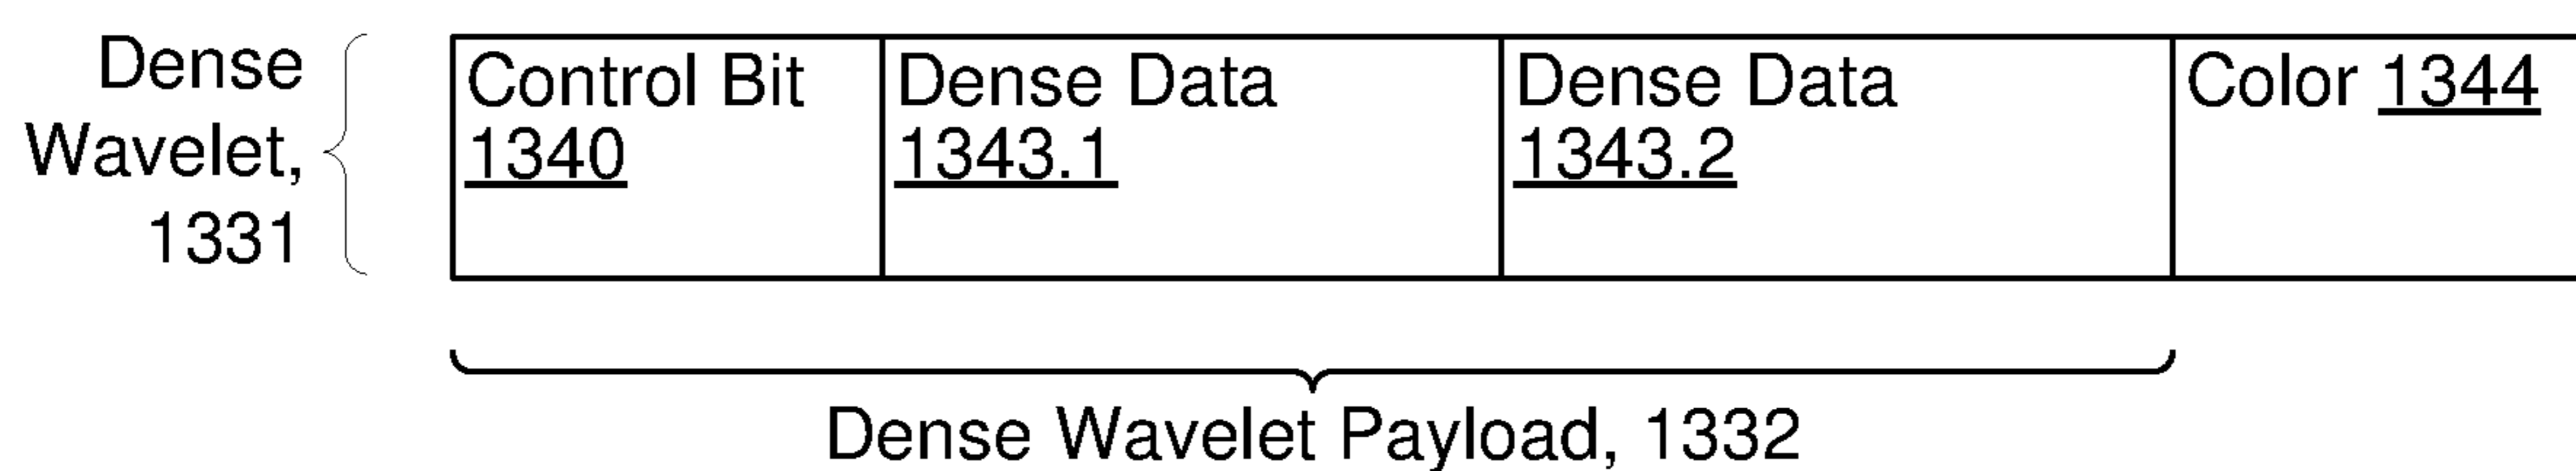 Dense
Wavelet,
1331
Control Bit
1340
Dense Data
1343.1
Dense Data
1343.2
Color 1344
Dense Wavelet Payload, 1332